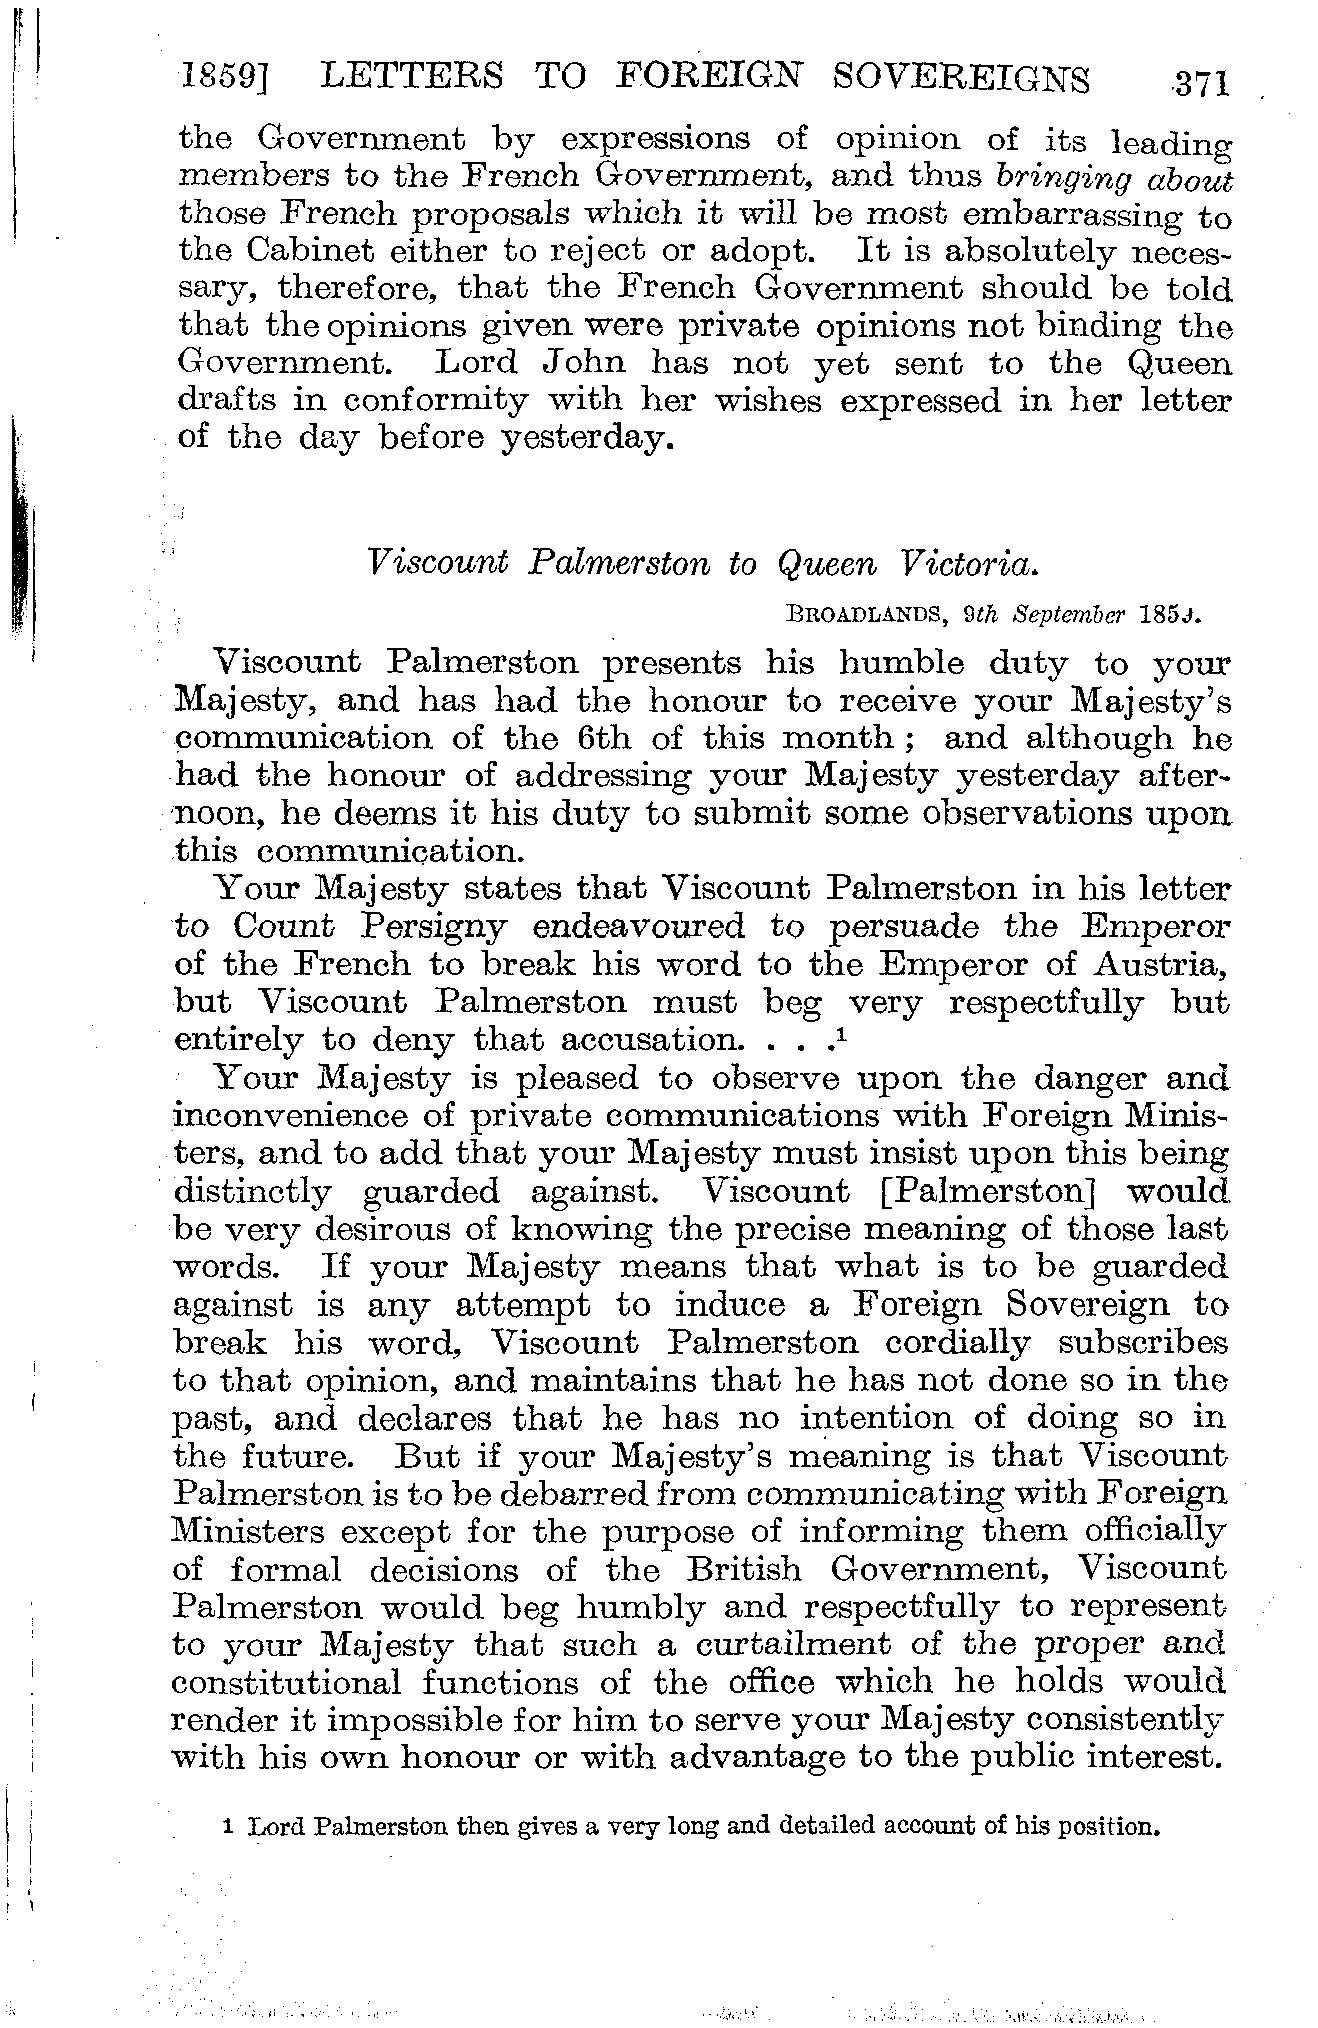 1859] LETTERS TO FOREIGN SOVEREIGNS 371
the Government by expressions of opinion of its leading
members to the French Government, and thus bringing about
those French proposals which it will be most embarrassing to
the Cabinet either to reject or adopt. It is absolutely neces-
sary, therefore, that the French Government should be told
that the opinions given were private opinions not binding the
Government. Lord John has not yet sent to the Queen
drafts in conformity with her wishes expressed in her letter
of the day before yesterday.
Viscount Palmerston to Queen Victoria.
BROADLANDS, 9th September
Viscount Palmerston presents his humble duty to your
Majesty, and has had the honour to receive your Majesty's
communication of the 6th of this month; and although he
had the honour of addressing your Majesty yesterday after-
noon, he deems it his duty to submit some observations upon
this communication.
Your Majesty states that Viscount Palmerston in his letter
to Count Persigny endeavoured to persuade the Emperor
of the French to break his word to the Emperor of Austria,
but Viscount Palmerston must beg very respectfully but
entirely to deny that accusation. . . .¹
Your Majesty is pleased to observe upon the danger and
inconvenience of private communications with Foreign Minis-
ters, and to add that your Majesty must insist upon this being
distinctly guarded against. Viscount [Palmerston] would
be very desirous of knowing the precise meaning of those last
words. If your Majesty means that what is to be guarded
against is any attempt to induce a Foreign Sovereign to
break his word, Viscount Palmerston cordially subscribes
to that opinion, and maintains that he has not done so in the
past, and declares that he has no intention of doing so in
the future. But if your Majesty's meaning is that Viscount
Palmerston is to be debarred from communicating with Foreign
Ministers except for the purpose of informing them officially
of formal decisions of the British Government, Viscount
Palmerston would beg humbly and respectfully to represent
to your Majesty that such a curtailment of the proper and
constitutional functions of the office which he holds would
render it impossible for him to serve your Majesty consistently
with his own honour or with advantage to the public interest.
1 Lord Palmerston then gives a very long and detailed account of his position.